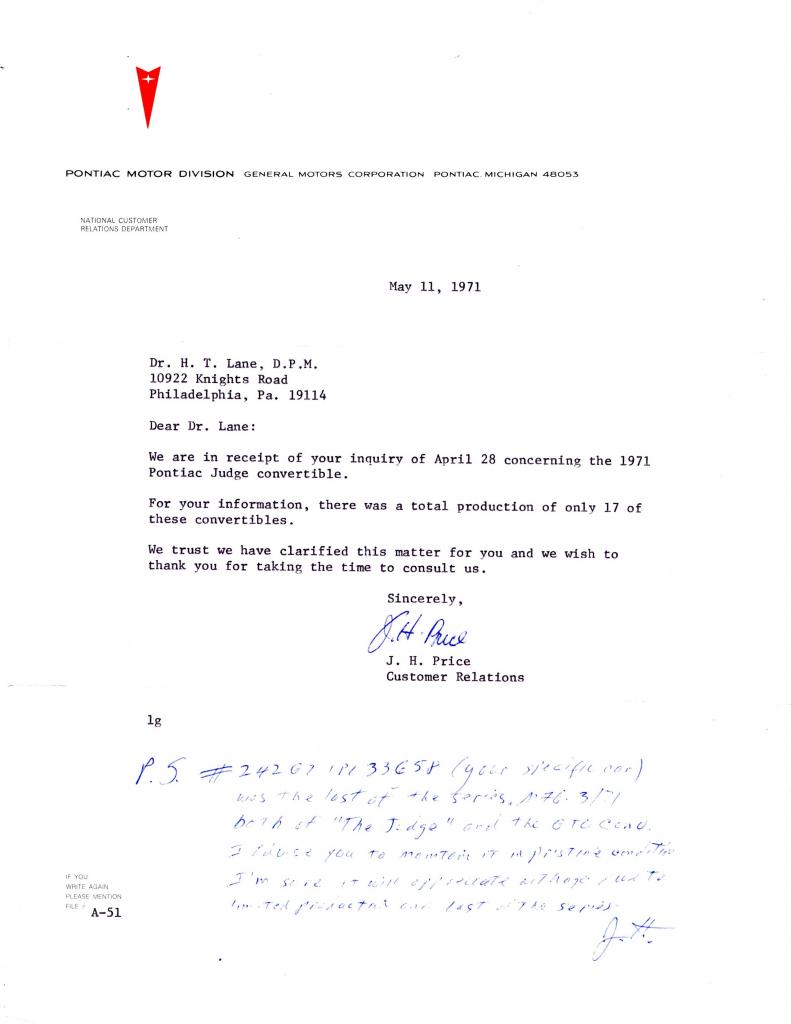 PONTIAC MOTOR DIVISION GENERAL MOTORS CORPORATION PONTIAC, MICHIGAN 48053
NATIONAL CUSTOMER
RELATIONS DEPARTMENT
May 11, 1971
Dr. H. T. Lane, D.P.M.
10922 Knights Road
Philadelphia, Pa. 19114
Dear Dr. Lane:
We are in receipt of your inquiry of April 28 concerning the 1971
Pontiac Judge convertible.
For your information, there was a total production of only 17 of
these convertibles.
We trust we have clarified this matter for you and we wish to
thank you for taking the time to consult us.
Sincerely,
J. H. Price
J. H. Price
Customer Relations
lg
P.S. (your specific car)
was the last of the series, 3/71
both of "The Judge" and the GTO Conv.
I advise you to maintain it in pristine condition
I'm sure it will appreciate with age due to
limited production and last of the series.
J.H.
IF YOU
WRITE AGAIN
PLEASE MENTION
FILE # A-51